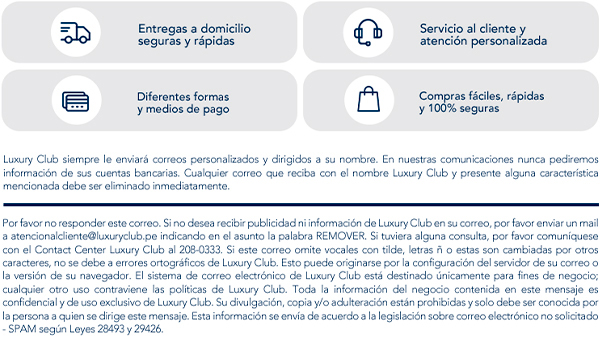 Entregas a domicilio
seguras y rápidas
Servicio al cliente y
atención personalizada
Diferentes formas
y medios de pago
Compras fáciles, rápidas
y 100% seguras
Luxury Club siempre le enviará correos personalizados y dirigidos a su nombre. En nuestras comunicaciones nunca pediremos
información de sus cuentas bancarias. Cualquier correo que reciba con el nombre Luxury Club y presente alguna característica
mencionada debe ser eliminado inmediatamente.
Por favor no responder este correo. Si no desea recibir publicidad ni información de Luxury Club en su correo, por favor enviar un mail
a atencionalcliente@luxuryclub.pe indicando en el asunto la palabra REMOVER. Si tuviera alguna consulta, por favor comuníquese
con el Contact Center Luxury Club al 208-0333. Si este correo omite vocales con tilde, letras ñ o estas son cambiadas por otros
caracteres, no se debe a errores ortográficos de Luxury Club. Esto puede originarse por la configuración del servidor de su correo o
la versión de su navegador. El sistema de correo electrónico de Luxury Club está destinado únicamente para fines de negocio;
cualquier otro uso contraviene las políticas de Luxury Club. Toda la información del negocio contenida en este mensaje es
confidencial y de uso exclusivo de Luxury Club. Su divulgación, copia y/o adulteración están prohibidas y solo debe ser conocida por
la persona a quien se dirige este mensaje. Esta información se envía de acuerdo a la legislación sobre correo electrónico no solicitado
- SPAM según Leyes 28493 y 29426.